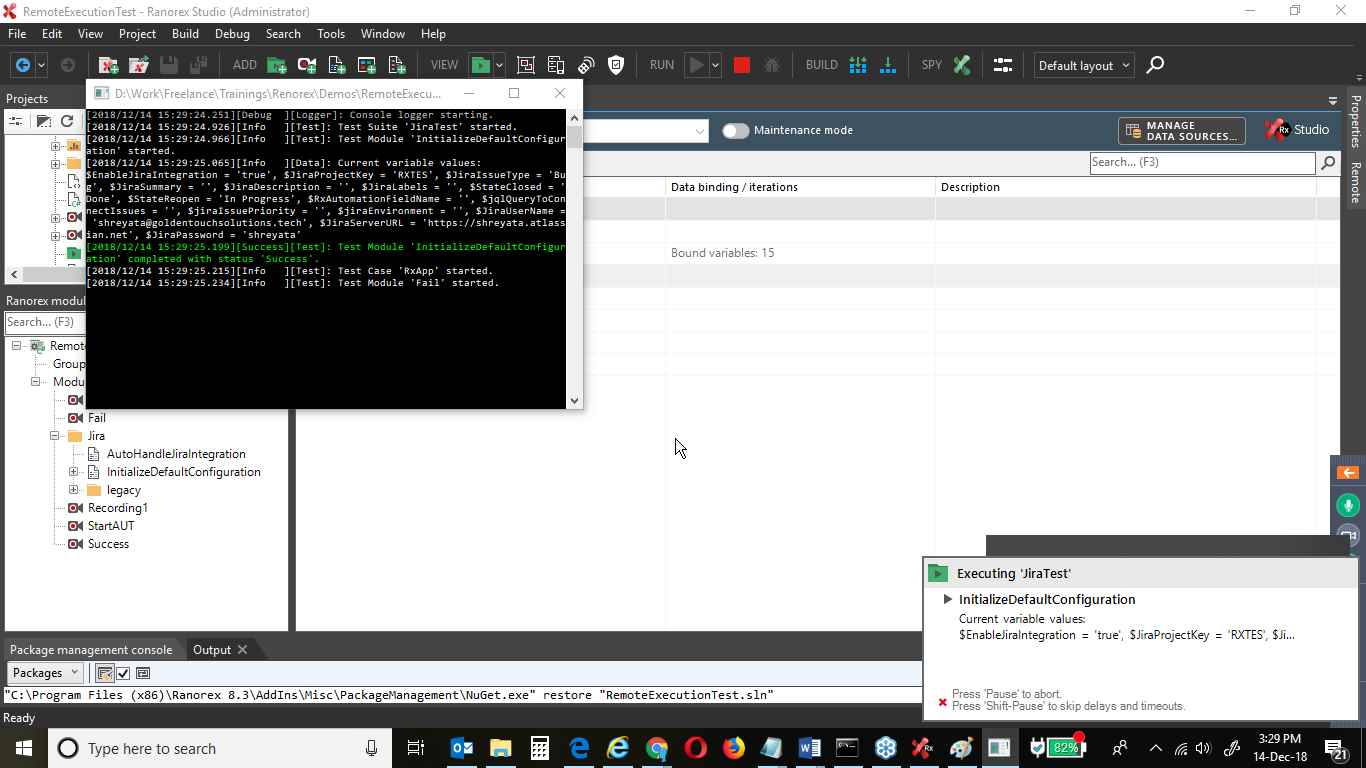 RemoteExecutionTest - Ranorex Studio (Administrator)
File Edit View Project Build Debug Search Tools Window Help
ADD VIEW RUN BUILD SPY Default layout
Projects
D:\Work\Freelance\Trainings\Renorex\Demos\RemoteExecu...
[2018/12/14 15:29:24.251][Debug ][Logger]: Console logger starting.
[2018/12/14 15:29:24.926][Info ][Test]: Test Suite 'JiraTest' started.
[2018/12/14 15:29:24.966][Info ][Test]: Test Module 'InitializeDefaultConfigur
ation' started.
[2018/12/14 15:29:25.065][Info ][Data]: Current variable values:
$EnableJiraIntegration = 'true', $JiraProjectKey = 'RXTES', $JiraIssueType = 'Bu
g', $JiraSummary = '', $JiraDescription = '', $JiraLabels = '', $StateClosed = '
Done', $StateReopen = 'In Progress', $RxAutomationFieldName = '', $jqlQueryToCon
nectIssues = '', $jiraIssuePriority = '', $jiraEnvironment = '', $JiraUserName =
'shreyata@goldentouchsolutions.tech', $JiraServerURL = 'https://shreyata.atlass
ian.net', $JiraPassword = 'shreyata'
[2018/12/14 15:29:25.199][Success][Test]: Test Module 'InitializeDefaultConfigur
ation' completed with status 'Success'.
[2018/12/14 15:29:25.215][Info ][Test]: Test Case 'RxApp' started.
[2018/12/14 15:29:25.234][Info ][Test]: Test Module 'Fail' started.
Maintenance mode
MANAGE
DATA SOURCES...
Rx Studio
Search... (F3)
Data binding / iterations Description
Bound variables: 15
Properties
Remote
Ranorex modul
Search... (F3)
Remote
Group
Modu
Fail
Jira
AutoHandleJiraIntegration
InitializeDefaultConfiguration
legacy
Recording1
StartAUT
Success
Executing 'JiraTest'
InitializeDefaultConfiguration
Current variable values:
$EnableJiraIntegration = 'true', $JiraProjectKey = 'RXTES', $Ji...
Press 'Pause' to abort.
Press 'Shift-Pause' to skip delays and timeouts.
Package management console Output
Packages
"C:\Program Files (x86)\Ranorex 8.3\AddIns\Misc\PackageManagement\NuGet.exe" restore "RemoteExecutionTest.sln"
Ready
Type here to search
82%
3:29 PM
14-Dec-18
21